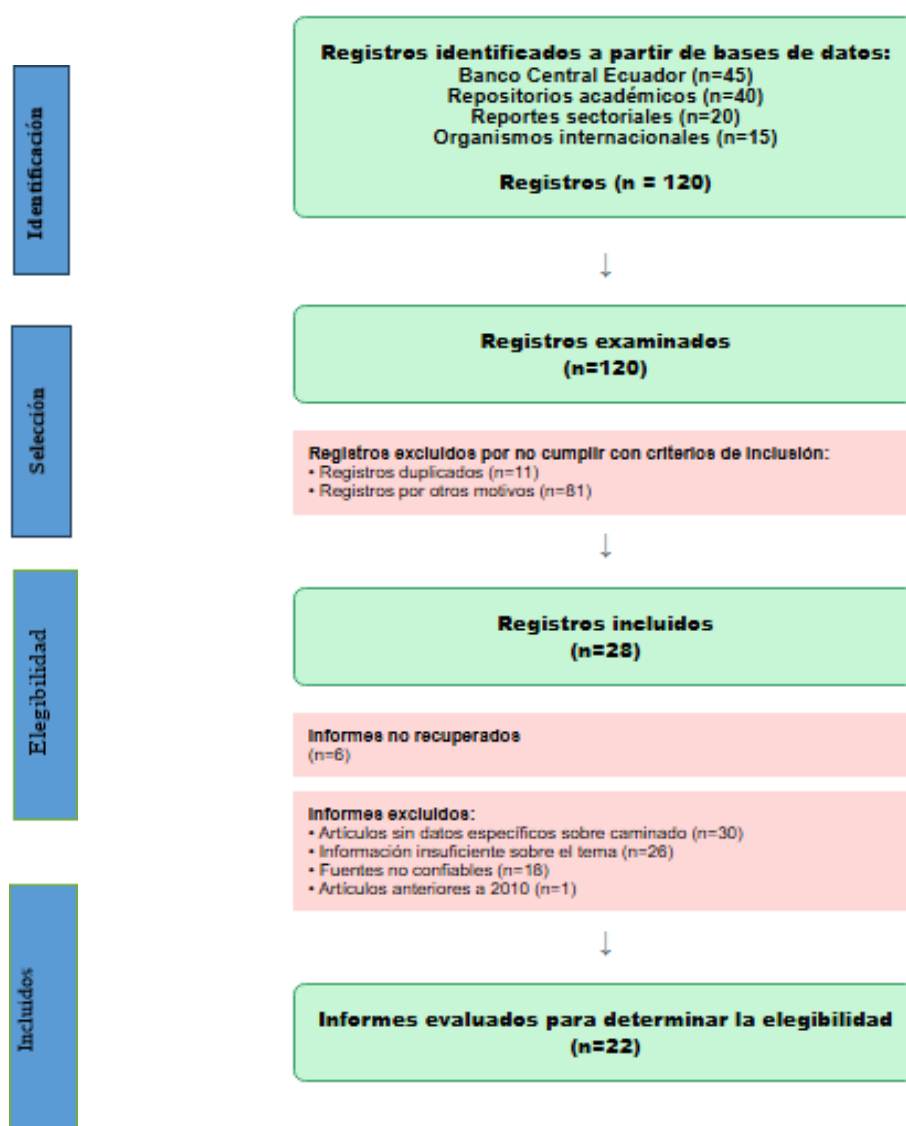 Identificación
Registros identificados a partir de bases de datos:
Banco Central Ecuador (n=45)
Repositorios académicos (n=40)
Reportes sectoriales (n=20)
Organismos internacionales (n=15)
Registros (n = 120)
↓
Selección
Registros examinados
(n=120)
Registros excluidos por no cumplir con criterios de inclusión:
• Registros duplicados (n=11)
• Registros por otros motivos (n=81)
↓
Elegibilidad
Registros incluidos
(n=28)
Informes no recuperados
(n=6)
Informes excluidos:
• Artículos sin datos específicos sobre caminado (n=30)
• Información insuficiente sobre el tema (n=26)
• Fuentes no confiables (n=18)
• Artículos anteriores a 2010 (n=1)
↓
Incluidos
Informes evaluados para determinar la elegibilidad
(n=22)